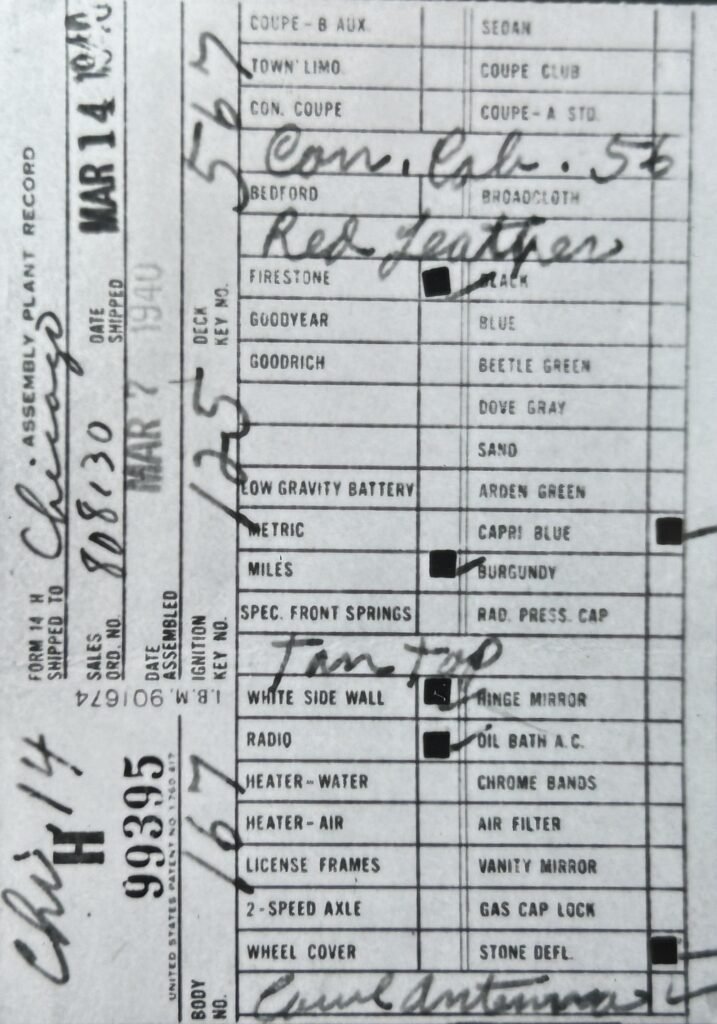 FORM 14 H . ASSEMBLY PLANT RECORD
SHIPPED TO Chicago
SALES ORD. NO. 808130 DATE SHIPPED MAR 14 1940
DATE ASSEMBLED MAR 7 1940
IGNITION KEY NO. 125 DECK KEY NO. 567
I.B.M. 901674
Chi, 14
H
99395
UNITED STATES PATENT NO. 1,780,617
BODY NO. 167
COUPE - B AUX. SEDAN
TOWN LIMO. COUPE CLUB
CON. COUPE COUPE - A STD.
Con. Cab. 56
BEDFORD BROADCLOTH
Red Leather
FIRESTONE BLACK
GOODYEAR BLUE
GOODRICH BEETLE GREEN
DOVE GRAY
SAND
LOW GRAVITY BATTERY ARDEN GREEN
METRIC CAPRI BLUE
MILES BURGUNDY
SPEC. FRONT SPRINGS RAD. PRESS. CAP
Tan Top
WHITE SIDE WALL HINGE MIRROR
RADIO OIL BATH A.C.
HEATER - WATER CHROME BANDS
HEATER - AIR AIR FILTER
LICENSE FRAMES VANITY MIRROR
2 - SPEED AXLE GAS CAP LOCK
WHEEL COVER STONE DEFL.
Cowl Antenna